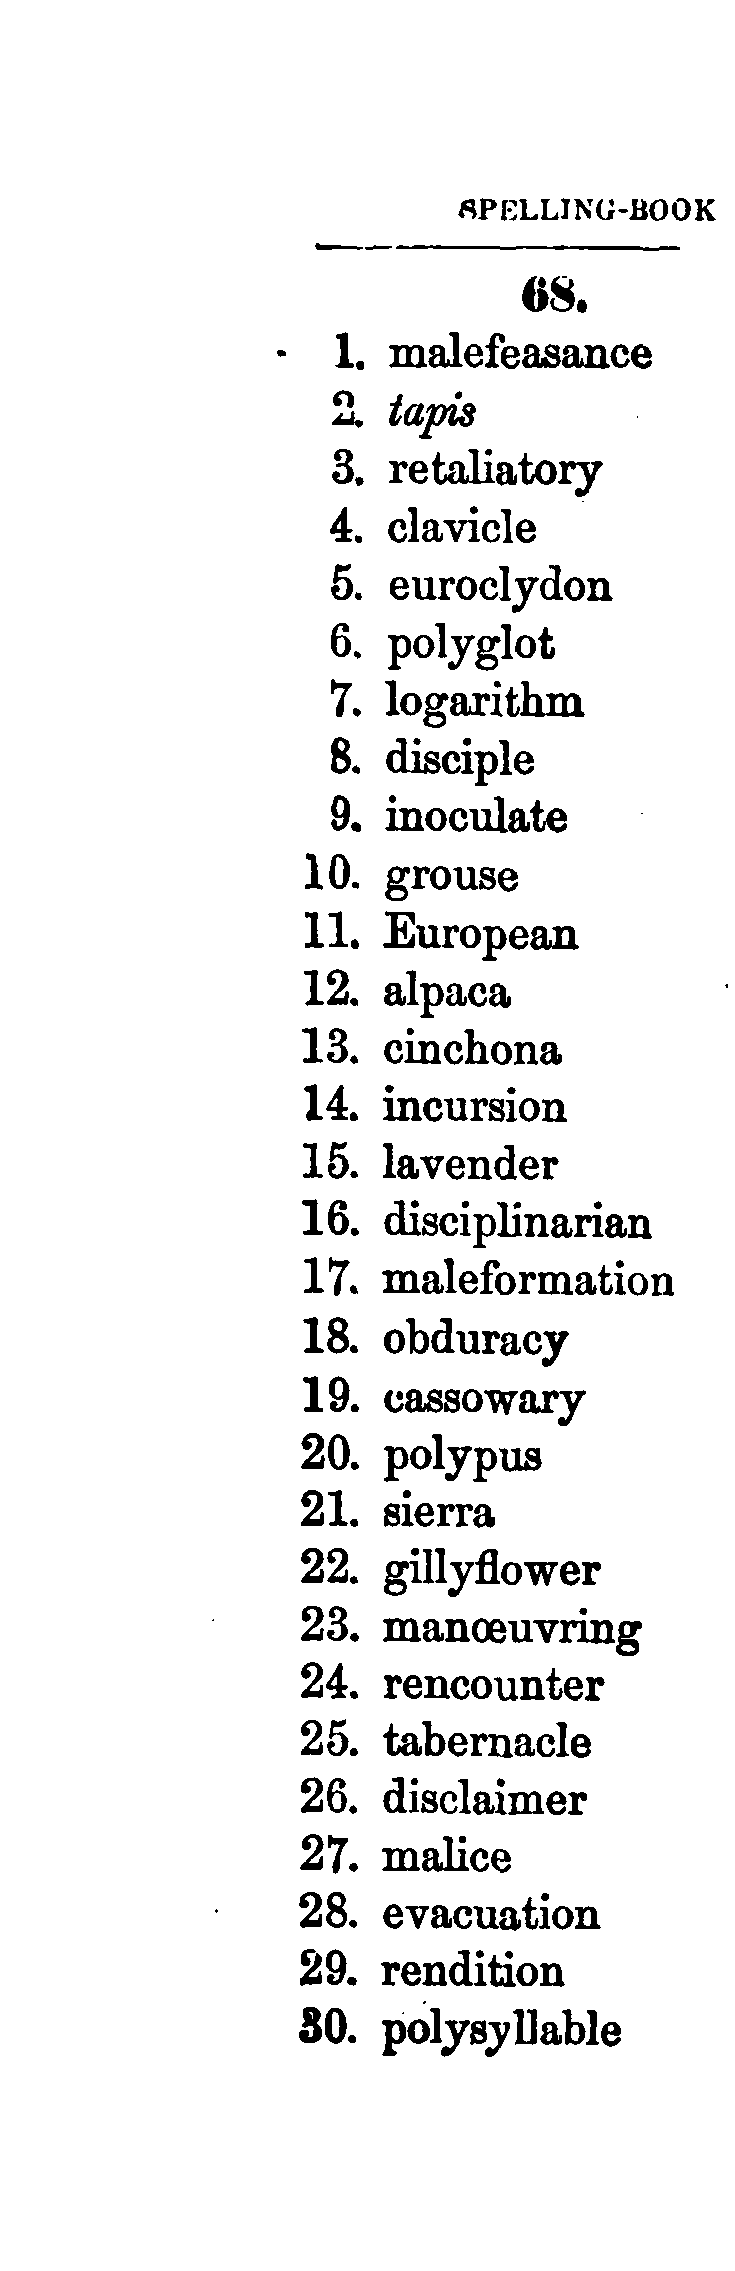 SPELLING-BOOK
68.
1. malefeasance
2. tapis
3. retaliatory
4. clavicle
5. euroclydon
6. polyglot
7. logarithm
8. disciple
9. inoculate
10. grouse
11. European
12. alpaca
13. cinchona
14. incursion
15. lavender
16. disciplinarian
17. maleformation
18. obduracy
19. cassowary
20. polypus
21. sierra
22. gillyflower
23. manœuvring
24. rencounter
25. tabernacle
26. disclaimer
27. malice
28. evacuation
29. rendition
30. polysyllable